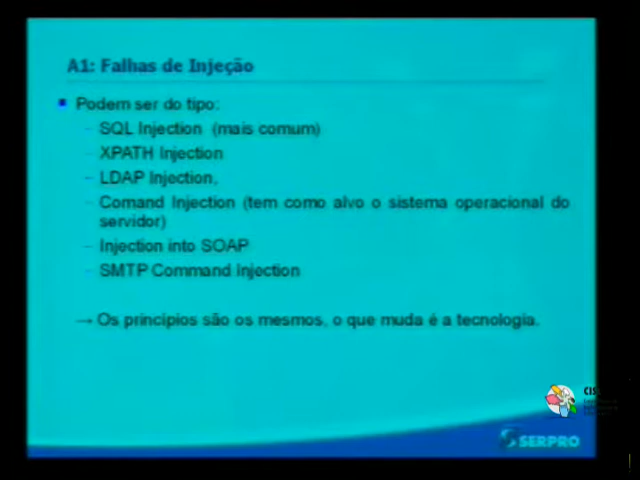 A1: Falhas de Injeção
Podem ser do tipo:
– SQL Injection (mais comum)
– XPATH Injection
– LDAP Injection,
– Comand Injection (tem como alvo o sistema operacional do
servidor)
– Injection into SOAP
– SMTP Command Injection
→ Os princípios são os mesmos, o que muda é a tecnologia.
SERPRO